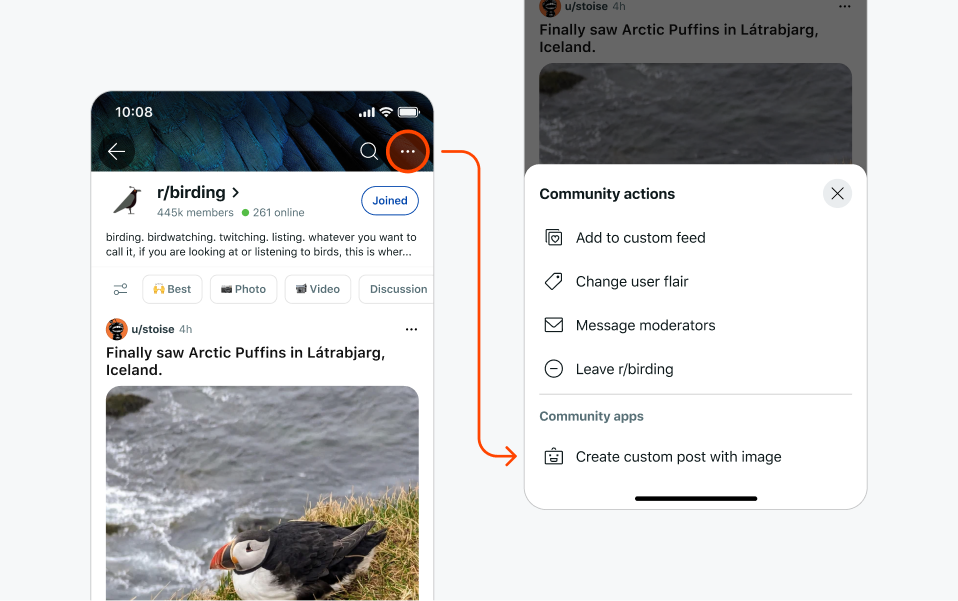 10:08
r/birding
Joined
445k members 261 online
birding. birdwatching. twitching. listing. whatever you want to
call it, if you are looking at or listening to birds, this is wher...
Best Photo Video Discussion
u/stoise 4h
Finally saw Arctic Puffins in Látrabjarg,
Iceland.
u/stoise 4h
Finally saw Arctic Puffins in Látrabjarg,
Iceland.
Community actions
Add to custom feed
Change user flair
Message moderators
Leave r/birding
Community apps
Create custom post with image